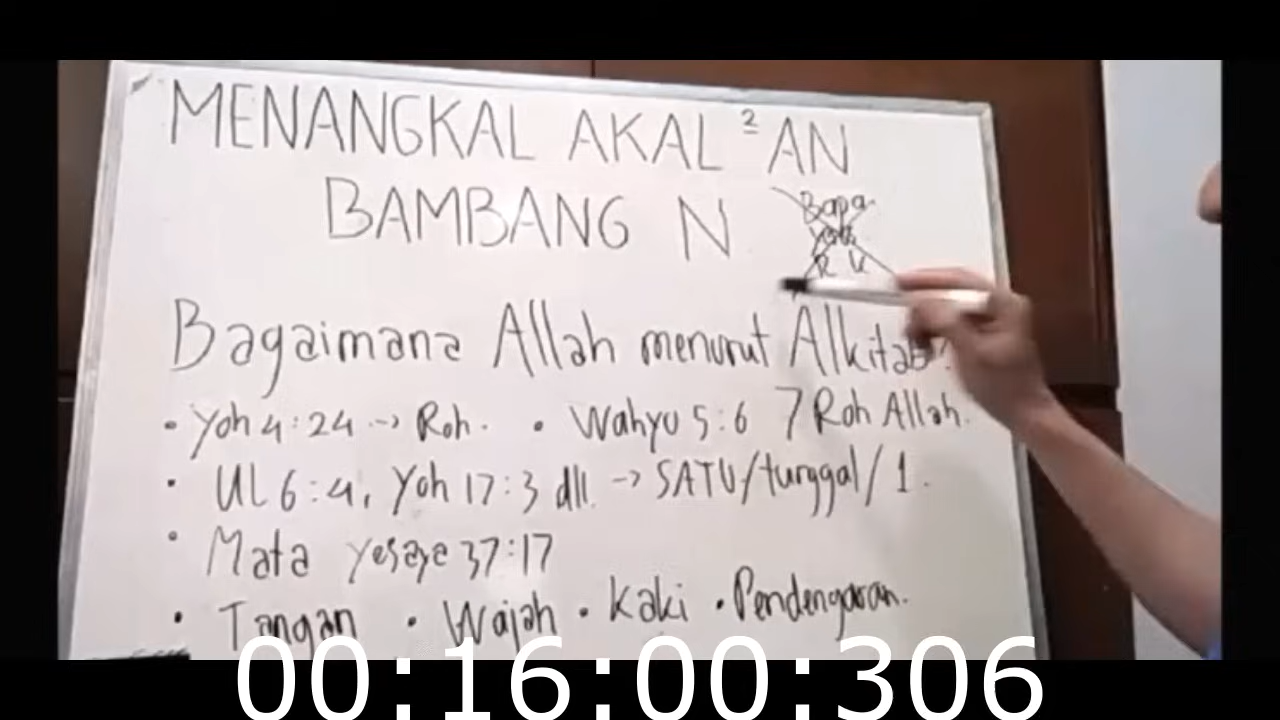 MENANGKAL AKAL ² AN
BAMBANG N
Bapa
R K
Bagaimana Allah menurut Alkitab
• Yoh 4:24 -> Roh. • Wahyu 5:6 7 Roh Allah.
• UL 6:4, Yoh 17:3 dll. -> SATU/tunggal/1.
• Mata Yesaya 37:17
• Tangan • Wajah • Kaki • Pendengaran.
00:16:00:306